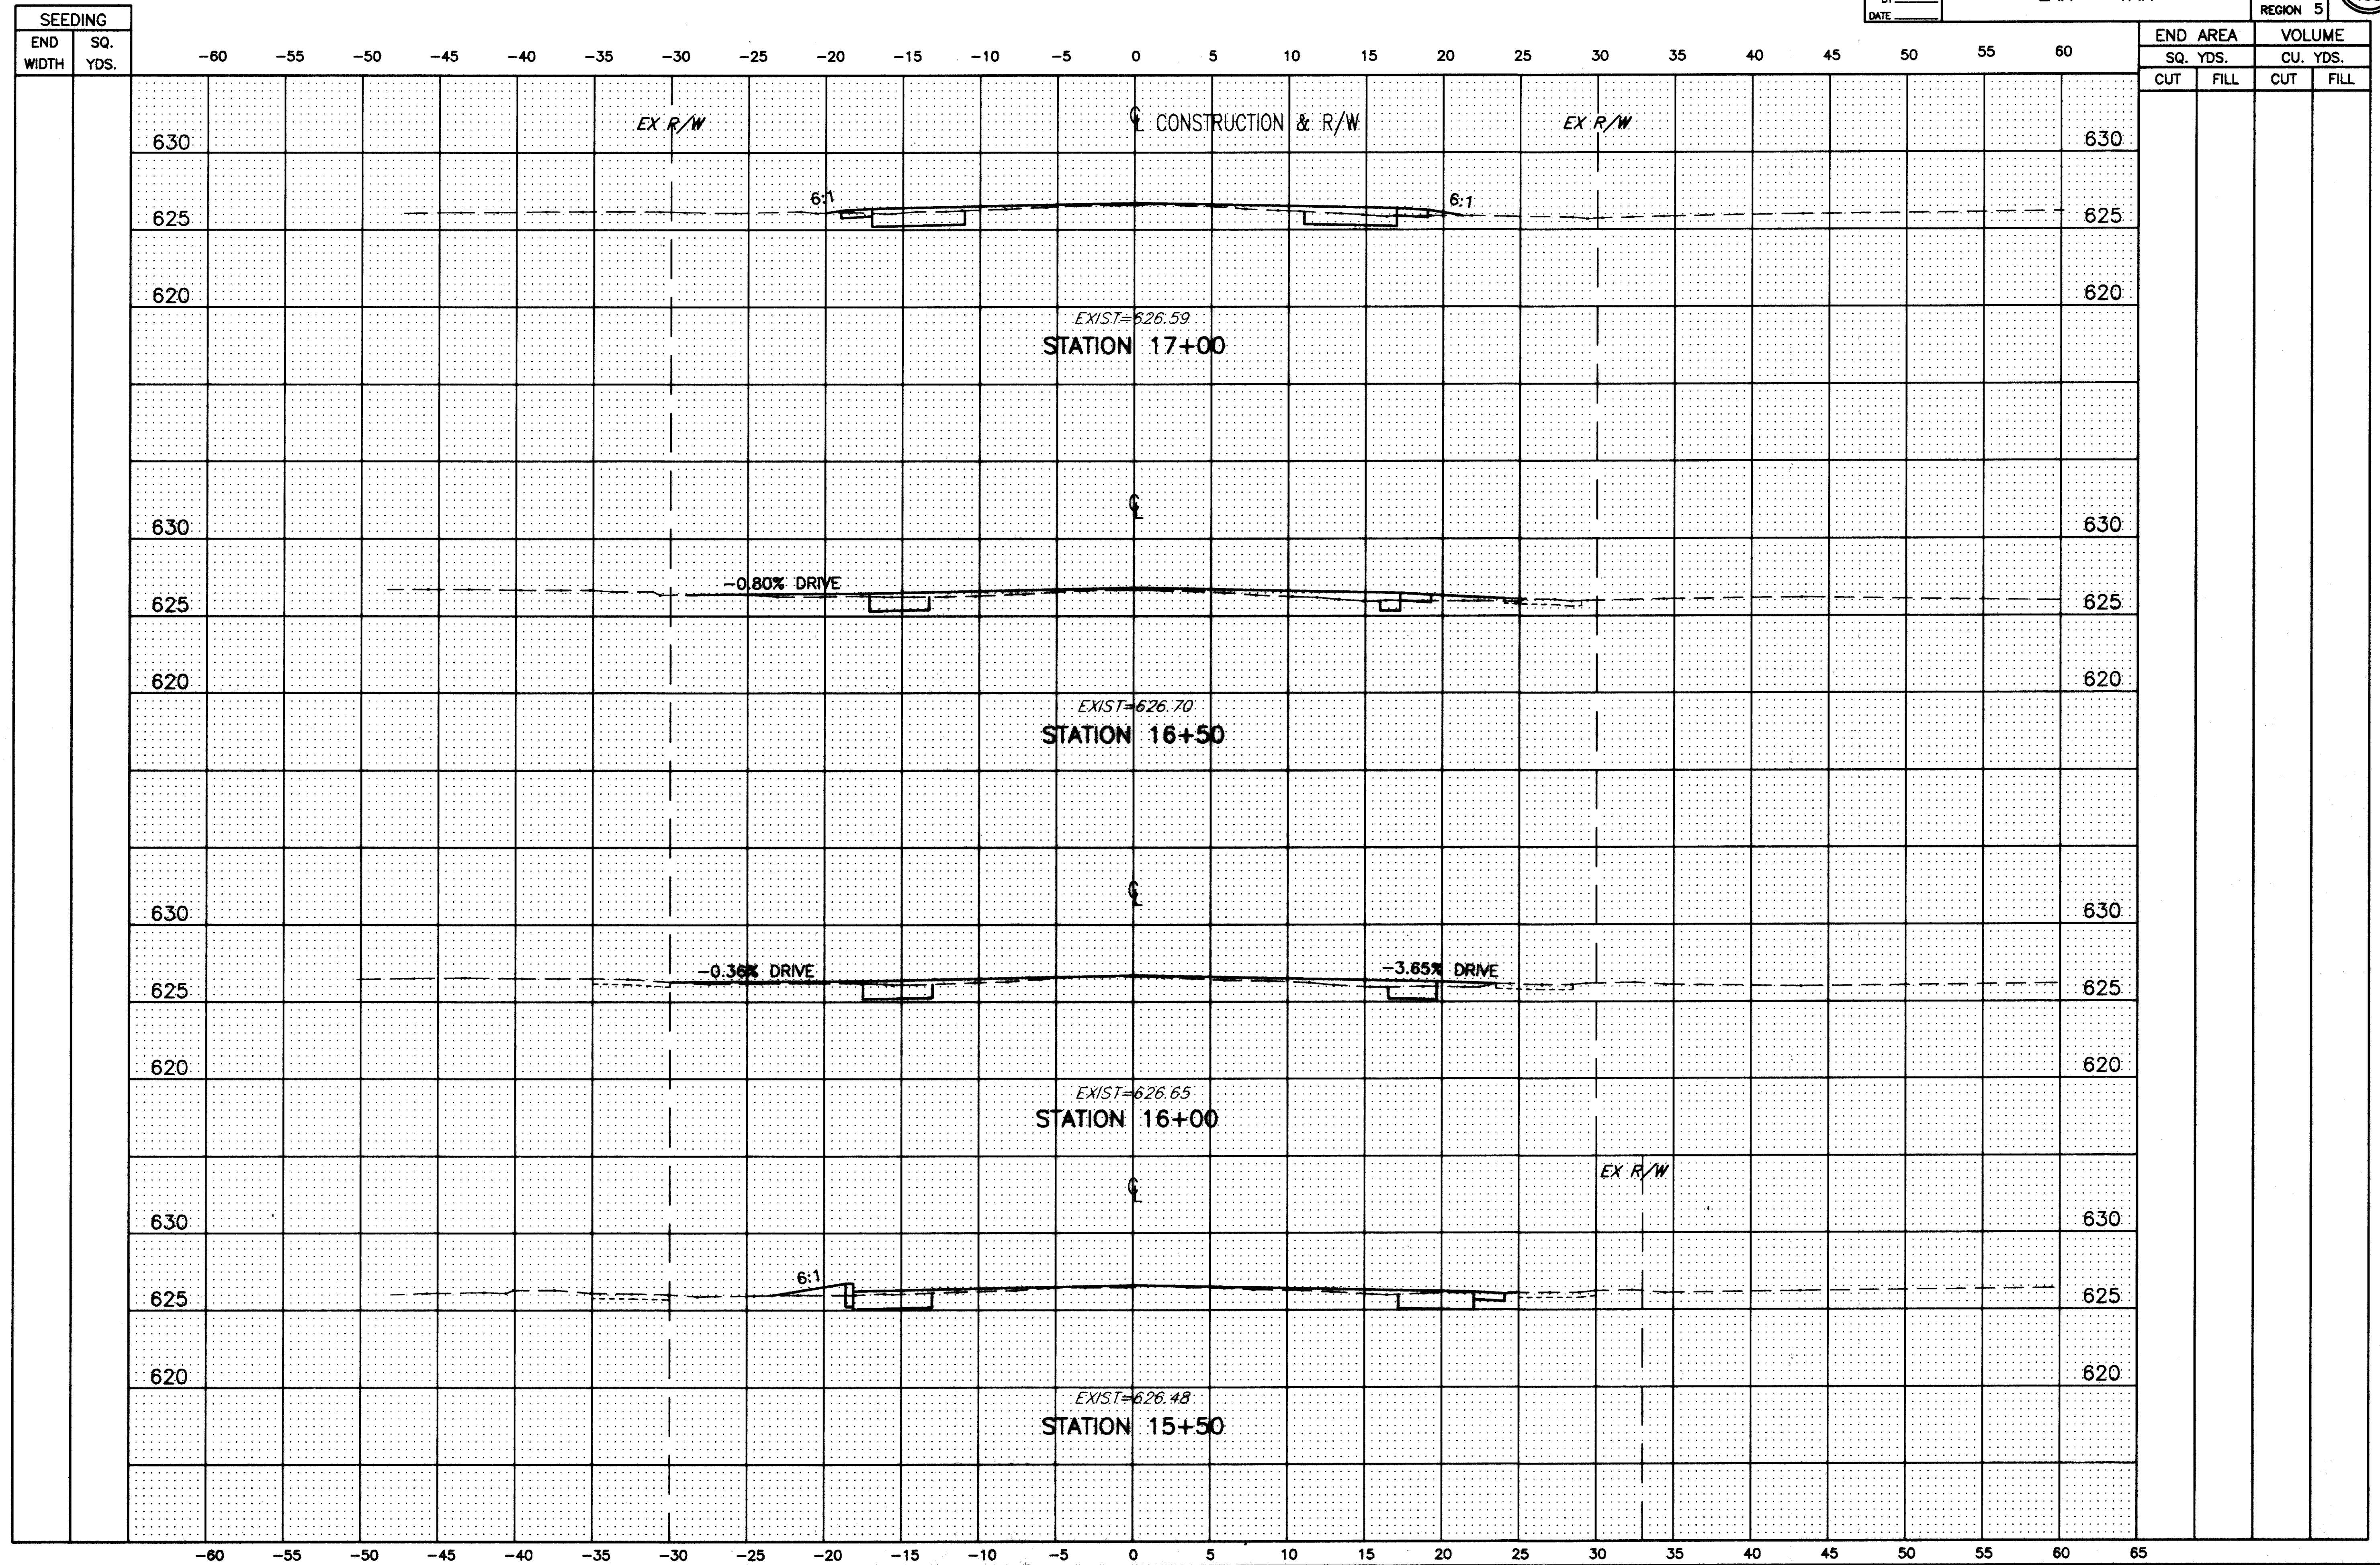 BY
DATE
REGION 5
SEEDING
END WIDTH
SQ. YDS.
-60 -55 -50 -45 -40 -35 -30 -25 -20 -15 -10 -5 0 5 10 15 20 25 30 35 40 45 50 55 60
END AREA
SQ. YDS.
CUT FILL
VOLUME
CU. YDS.
CUT FILL
EX R/W
℄ CONSTRUCTION & R/W
EX R/W
630 630
6:1 6:1
625 625
620 620
EXIST=626.59
STATION 17+00
℄
630 630
-0.80% DRIVE
625 625
620 620
EXIST=626.70
STATION 16+50
℄
630 630
-0.36% DRIVE -3.65% DRIVE
625 625
620 620
EXIST=626.65
STATION 16+00
EX R/W
℄
630 630
6:1
625 625
620 620
EXIST=626.48
STATION 15+50
-60 -55 -50 -45 -40 -35 -30 -25 -20 -15 -10 -5 0 5 10 15 20 25 30 35 40 45 50 55 60 65